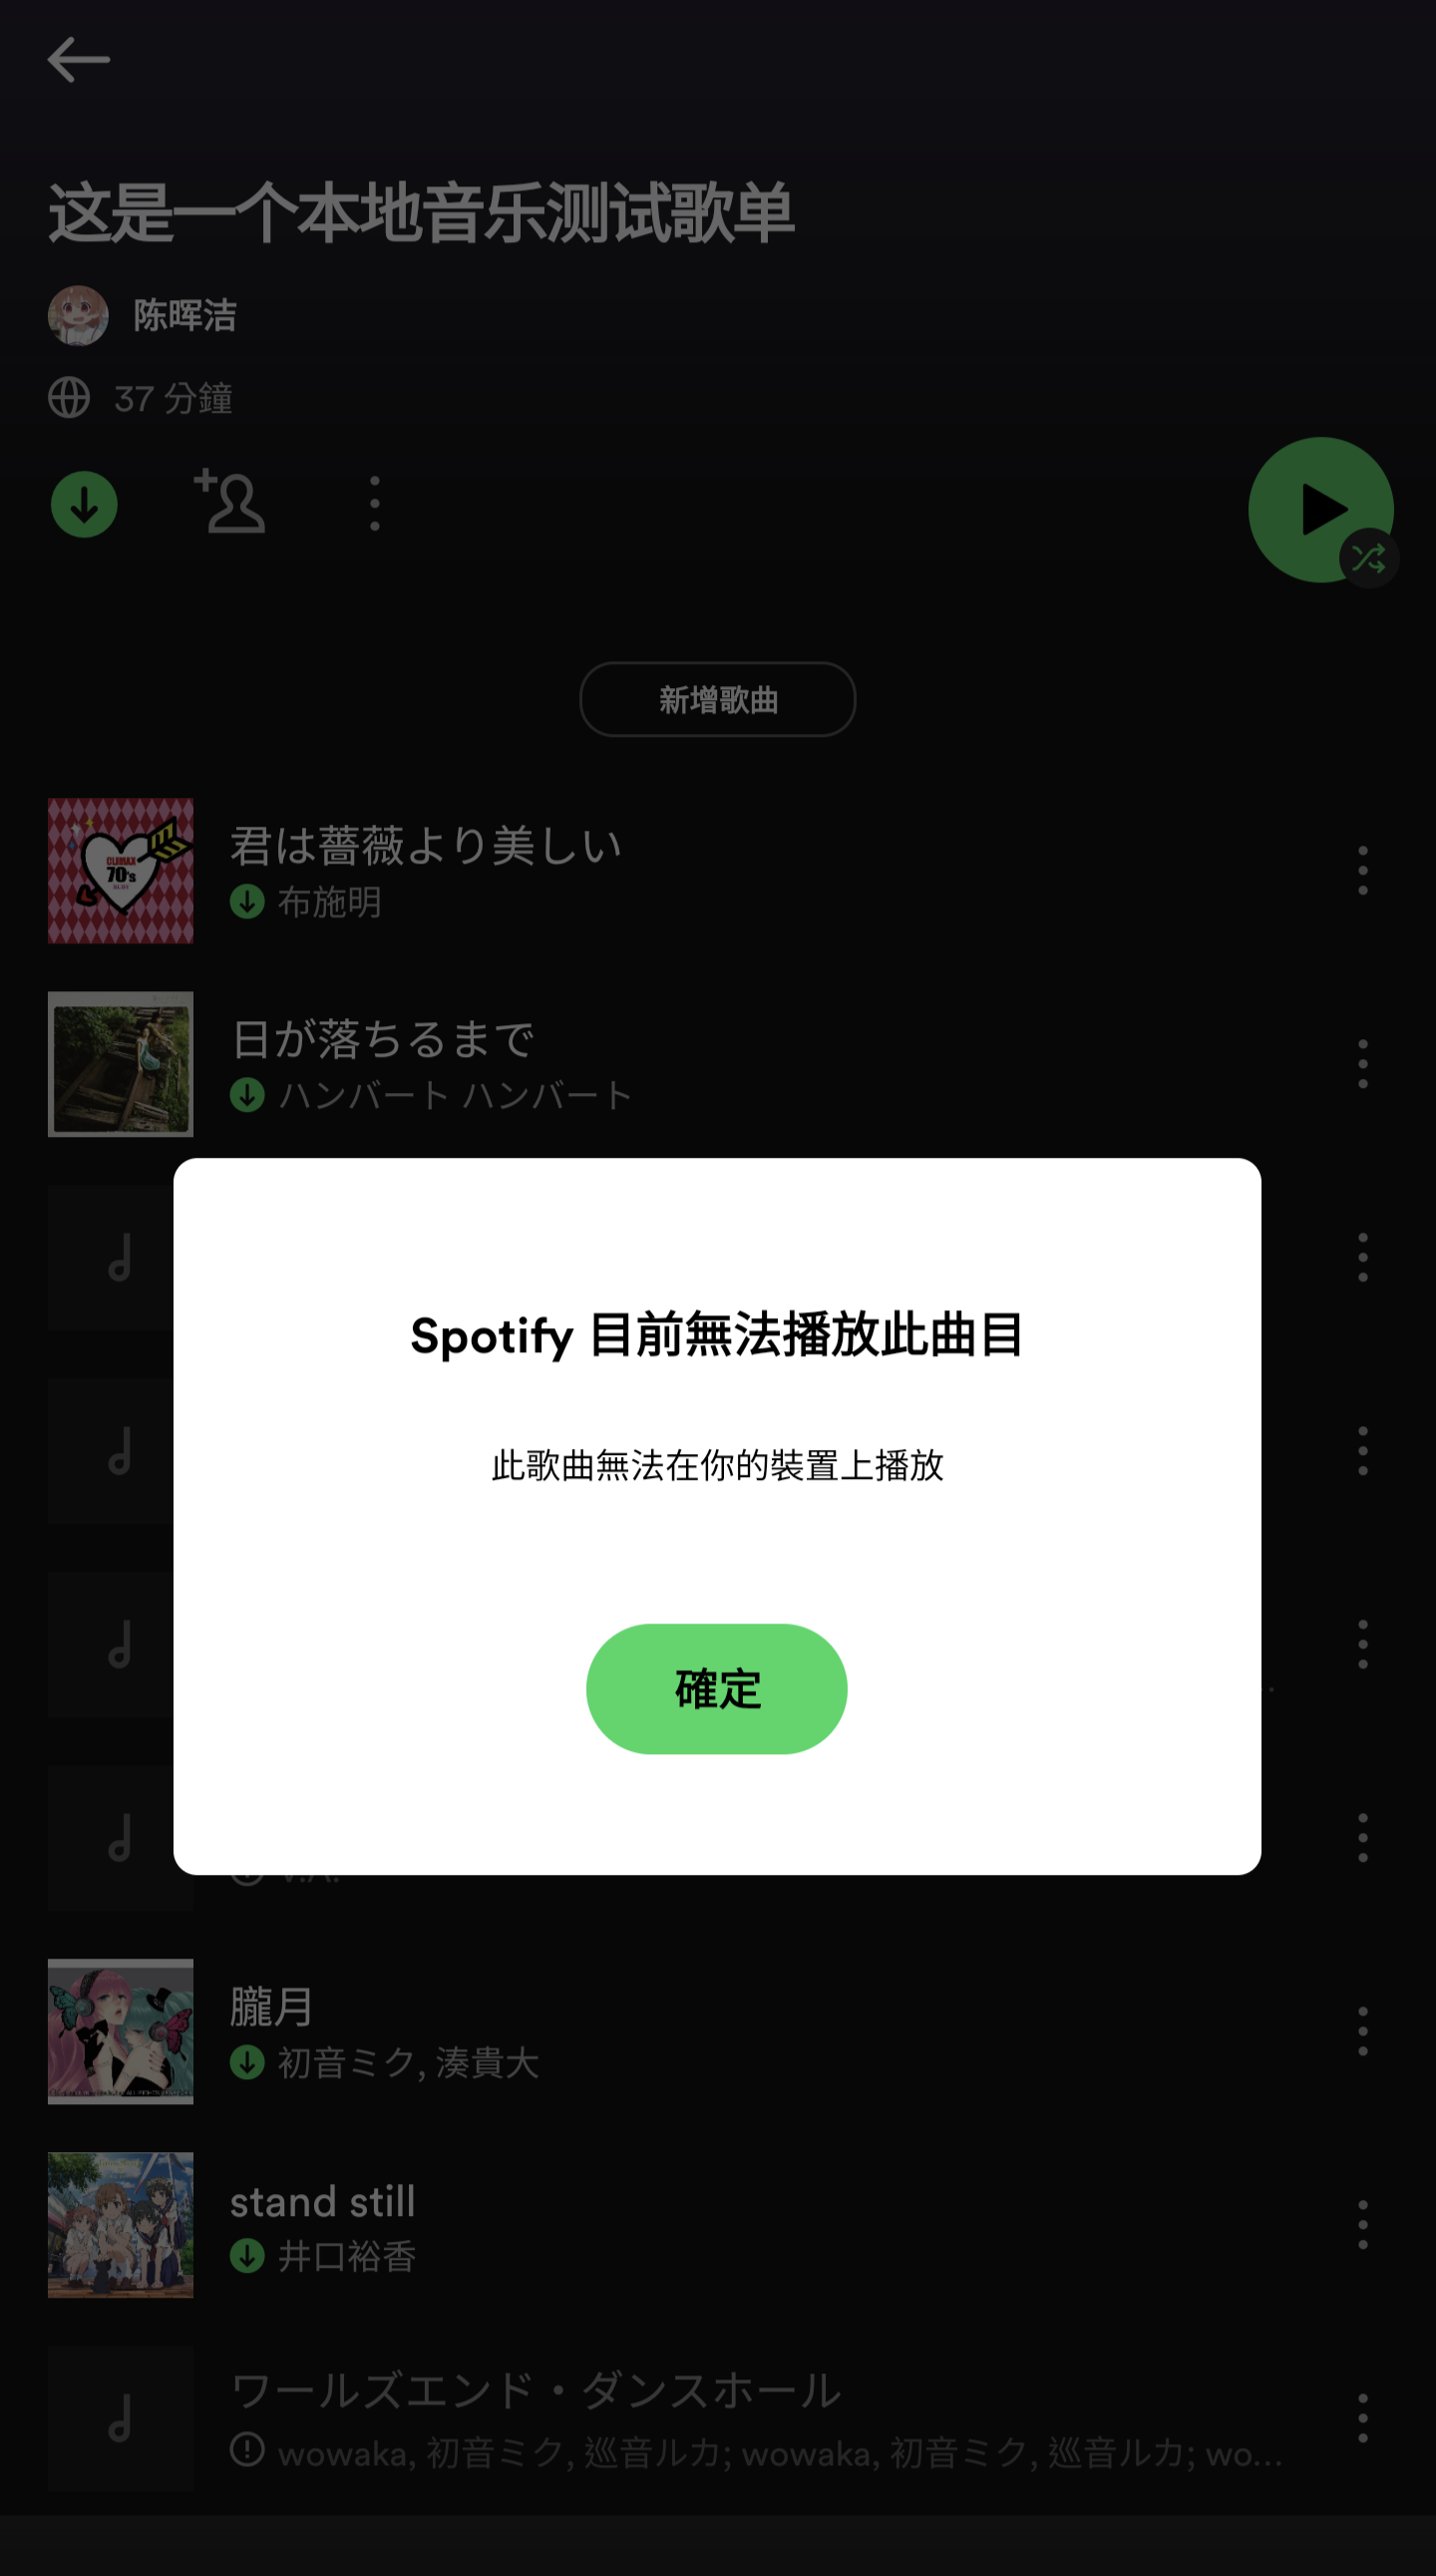 这是一个本地音乐测试歌单
陈晖洁
37 分鐘
新增歌曲
CLIMAX
70's
君は薔薇より美しい
布施明
日が落ちるまで
ハンバート ハンバート
Spotify 目前無法播放此曲目
此歌曲無法在你的裝置上播放
確定
V.A.
朧月
初音ミク, 湊貴大
stand still
井口裕香
ワールズエンド・ダンスホール
wowaka, 初音ミク, 巡音ルカ; wowaka, 初音ミク, 巡音ルカ; wo...